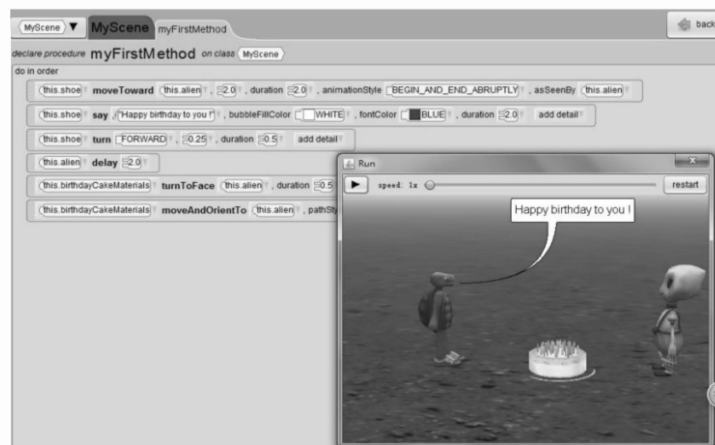 MyScene MyScene myFirstMethod back
declare procedure myFirstMethod on class MyScene
do in order
this.shoe moveToward this.alien , 2.0 , duration 2.0 , animationStyle BEGIN_AND_END_ABRUPTLY , asSeenBy this.alien
this.shoe say "Happy birthday to you !" , bubbleFillColor WHITE , fontColor BLUE , duration 2.0 add detail
this.shoe turn FORWARD , 0.25 , duration 0.5 add detail
this.alien delay 2.0
this.birthdayCakeMaterials turnToFace this.alien , duration 0.5
this.birthdayCakeMaterials moveAndOrientTo this.alien , pathSty
Run
speed: 1x restart
Happy birthday to you !